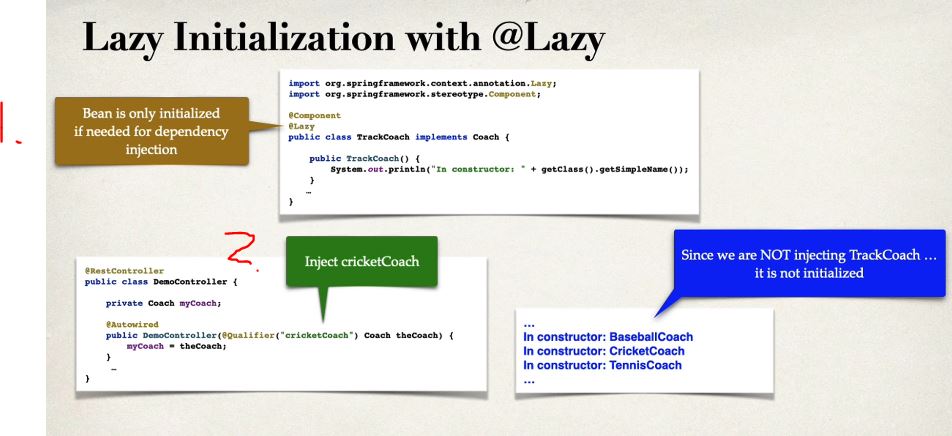 Lazy Initialization with @Lazy
1.
Bean is only initialized
if needed for dependency
injection
import org.springframework.context.annotation.Lazy;
import org.springframework.stereotype.Component;
@Component
@Lazy
public class TrackCoach implements Coach {
public TrackCoach() {
System.out.println("In constructor: " + getClass().getSimpleName());
}
…
}
2.
Inject cricketCoach
@RestController
public class DemoController {
private Coach myCoach;
@Autowired
public DemoController(@Qualifier("cricketCoach") Coach theCoach) {
myCoach = theCoach;
}
…
}
Since we are NOT injecting TrackCoach …
it is not initialized
...
In constructor: BaseballCoach
In constructor: CricketCoach
In constructor: TennisCoach
...